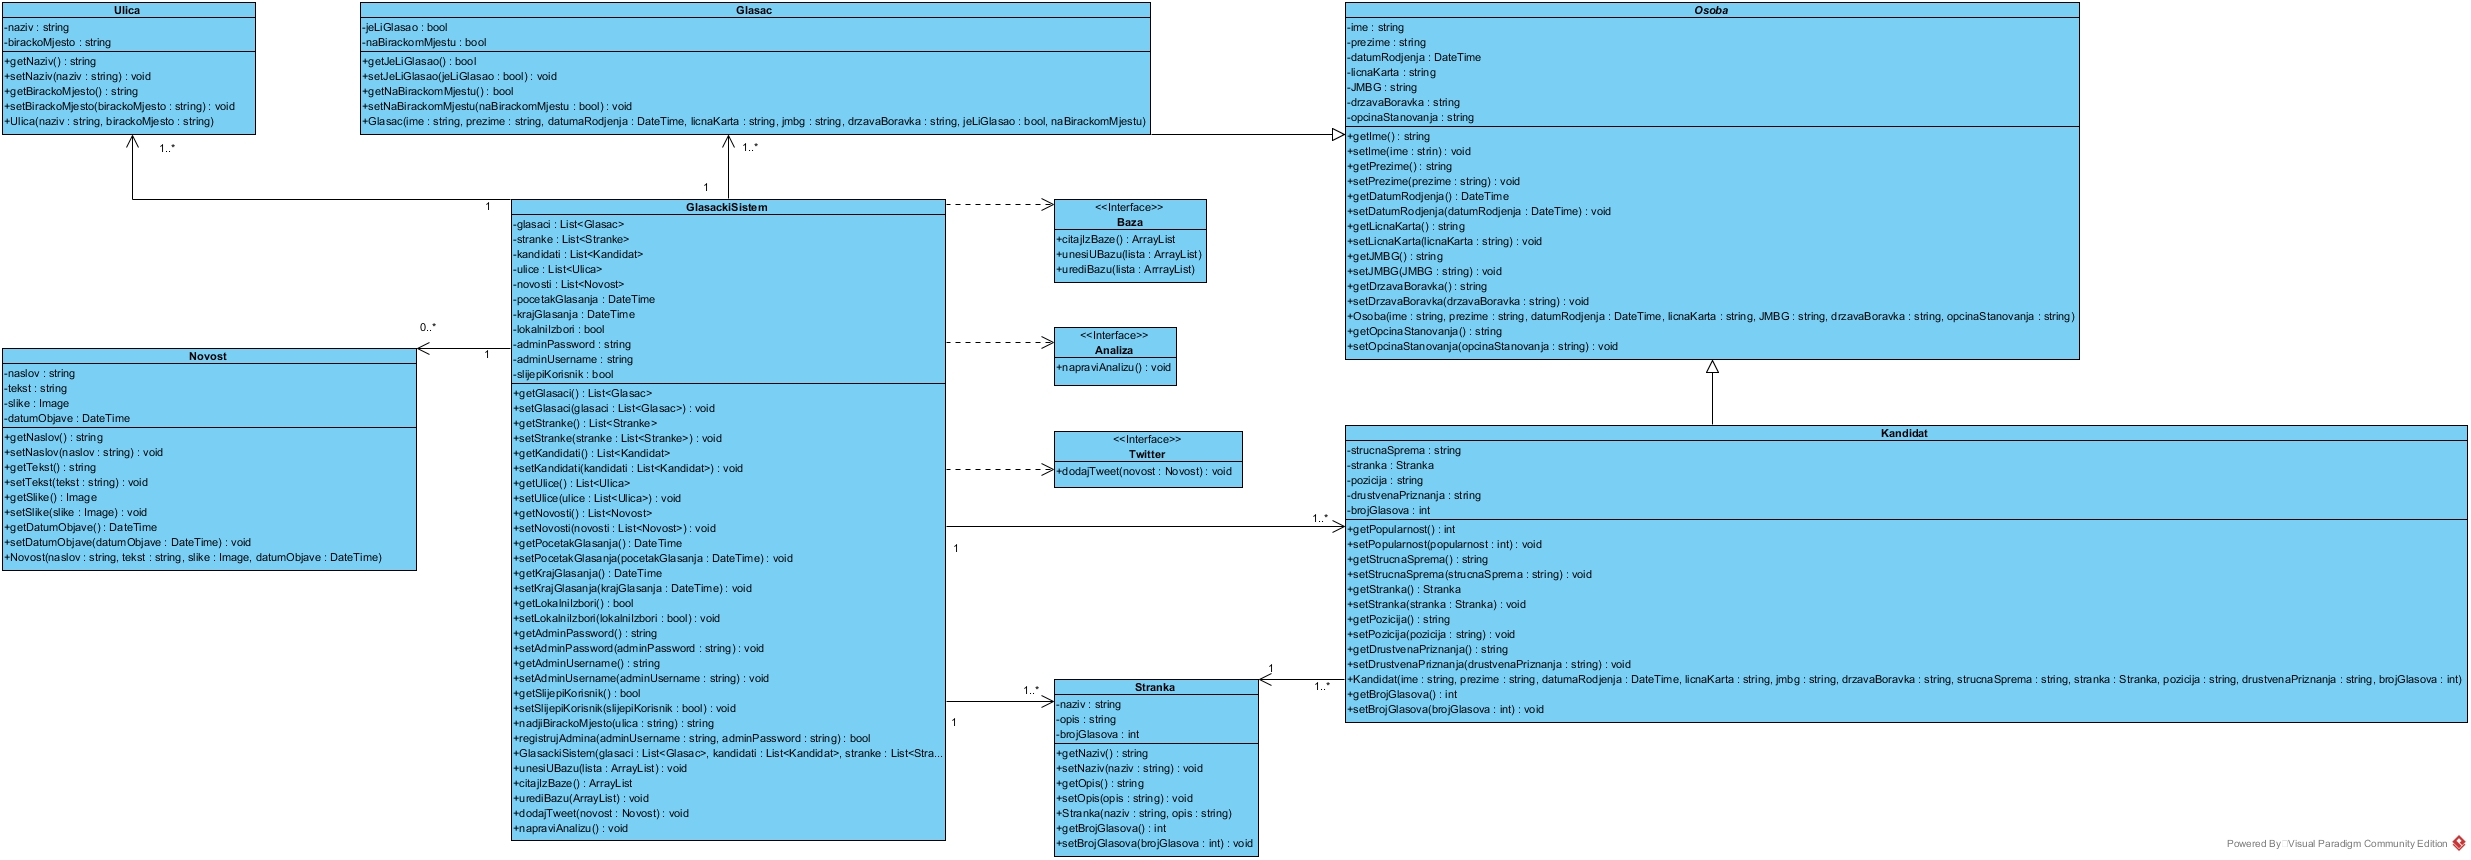 Ulica
-naziv : string
-birackoMjesto : string
+getNaziv() : string
+setNaziv(naziv : string) : void
+getBirackoMjesto() : string
+setBirackoMjesto(birackoMjesto : string) : void
+Ulica(naziv : string, birackoMjesto : string)
1..*
1
Glasac
-jeLiGlasao : bool
-naBirackomMjestu : bool
+getJeLiGlasao() : bool
+setJeLiGlasao(jeLiGlasao : bool) : void
+getNaBirackomMjestu() : bool
+setNaBirackomMjestu(naBirackomMjestu : bool) : void
+Glasac(ime : string, prezime : string, datumaRodjenja : DateTime, licnaKarta : string, jmbg : string, drzavaBoravka : string, jeLiGlasao : bool, naBirackomMjestu)
1..*
1
Osoba
-ime : string
-prezime : string
-datumRodjenja : DateTime
-licnaKarta : string
-JMBG : string
-drzavaBoravka : string
-opcinaStanovanja : string
+getIme() : string
+setIme(ime : strin) : void
+getPrezime() : string
+setPrezime(prezime : string) : void
+getDatumRodjenja() : DateTime
+setDatumRodjenja(datumRodjenja : DateTime) : void
+getLicnaKarta() : string
+setLicnaKarta(licnaKarta : string) : void
+getJMBG() : string
+setJMBG(JMBG : string) : void
+getDrzavaBoravka() : string
+setDrzavaBoravka(drzavaBoravka : string) : void
+Osoba(ime : string, prezime : string, datumRodjenja : DateTime, licnaKarta : string, JMBG : string, drzavaBoravka : string, opcinaStanovanja : string)
+getOpcinaStanovanja() : string
+setOpcinaStanovanja(opcinaStanovanja : string) : void
GlasackiSistem
-glasaci : List<Glasac>
-stranke : List<Stranke>
-kandidati : List<Kandidat>
-ulice : List<Ulica>
-novosti : List<Novost>
-pocetakGlasanja : DateTime
-krajGlasanja : DateTime
-lokalniIzbori : bool
-adminPassword : string
-adminUsername : string
-slijepiKorisnik : bool
+getGlasaci() : List<Glasac>
+setGlasaci(glasaci : List<Glasac>) : void
+getStranke() : List<Stranke>
+setStranke(stranke : List<Stranke>) : void
+getKandidati() : List<Kandidat>
+setKandidati(kandidati : List<Kandidat>) : void
+getUlice() : List<Ulica>
+setUlice(ulice : List<Ulica>) : void
+getNovosti() : List<Novost>
+setNovosti(novosti : List<Novost>) : void
+getPocetakGlasanja() : DateTime
+setPocetakGlasanja(pocetakGlasanja : DateTime) : void
+getKrajGlasanja() : DateTime
+setKrajGlasanja(krajGlasanja : DateTime) : void
+getLokalniIzbori() : bool
+setLokalniIzbori(lokalniIzbori : bool) : void
+getAdminPassword() : string
+setAdminPassword(adminPassword : string) : void
+getAdminUsername() : string
+setAdminUsername(adminUsername : string) : void
+getSlijepiKorisnik() : bool
+setSlijepiKorisnik(slijepiKorisnik : bool) : void
+nadjiBirackoMjesto(ulica : string) : string
+registrujAdmina(adminUsername : string, adminPassword : string) : bool
+GlasackiSistem(glasaci : List<Glasac>, kandidati : List<Kandidat>, stranke : List<Stra...
+unesiUBazu(lista : ArrayList) : void
+citajIzBaze() : ArrayList
+urediBazu(ArrayList) : void
+dodajTweet(novost : Novost) : void
+napraviAnalizu() : void
<<Interface>>
Baza
+citajIzBaze() : ArrayList
+unesiUBazu(lista : ArrayList)
+urediBazu(lista : ArrrayList)
<<Interface>>
Analiza
+napraviAnalizu() : void
<<Interface>>
Twitter
+dodajTweet(novost : Novost) : void
0..*
1
Novost
-naslov : string
-tekst : string
-slike : Image
-datumObjave : DateTime
+getNaslov() : string
+setNaslov(naslov : string) : void
+getTekst() : string
+setTekst(tekst : string) : void
+getSlike() : Image
+setSlike(slike : Image) : void
+getDatumObjave() : DateTime
+setDatumObjave(datumObjave : DateTime) : void
+Novost(naslov : string, tekst : string, slike : Image, datumObjave : DateTime)
1..*
1
Kandidat
-strucnaSprema : string
-stranka : Stranka
-pozicija : string
-drustvenaPriznanja : string
-brojGlasova : int
+getPopularnost() : int
+setPopularnost(popularnost : int) : void
+getStrucnaSprema() : string
+setStrucnaSprema(strucnaSprema : string) : void
+getStranka() : Stranka
+setStranka(stranka : Stranka) : void
+getPozicija() : string
+setPozicija(pozicija : string) : void
+getDrustvenaPriznanja() : string
+setDrustvenaPriznanja(drustvenaPriznanja : string) : void
+Kandidat(ime : string, prezime : string, datumaRodjenja : DateTime, licnaKarta : string, jmbg : string, drzavaBoravka : string, strucnaSprema : string, stranka : Stranka, pozicija : string, drustvenaPriznanja : string, brojGlasova : int)
+getBrojGlasova() : int
+setBrojGlasova(brojGlasova : int) : void
1
1..*
1..*
1
Stranka
-naziv : string
-opis : string
-brojGlasova : int
+getNaziv() : string
+setNaziv(naziv : string) : void
+getOpis() : string
+setOpis(opis : string) : void
+Stranka(naziv : string, opis : string)
+getBrojGlasova() : int
+setBrojGlasova(brojGlasova : int) : void
Powered By Visual Paradigm Community Edition